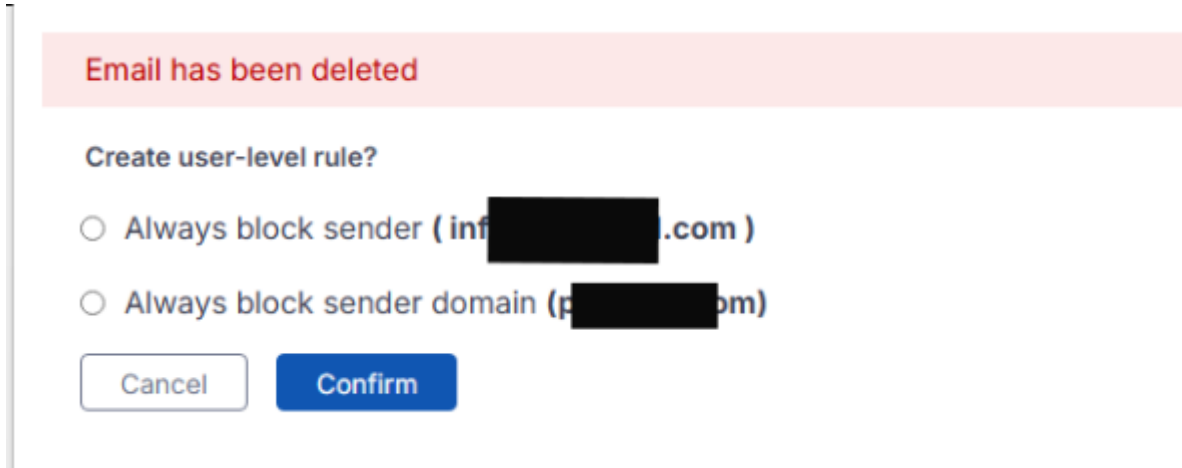 Email has been deleted
Create user-level rule?
Always block sender ( inf .com )
Always block sender domain (p om)
Cancel Confirm